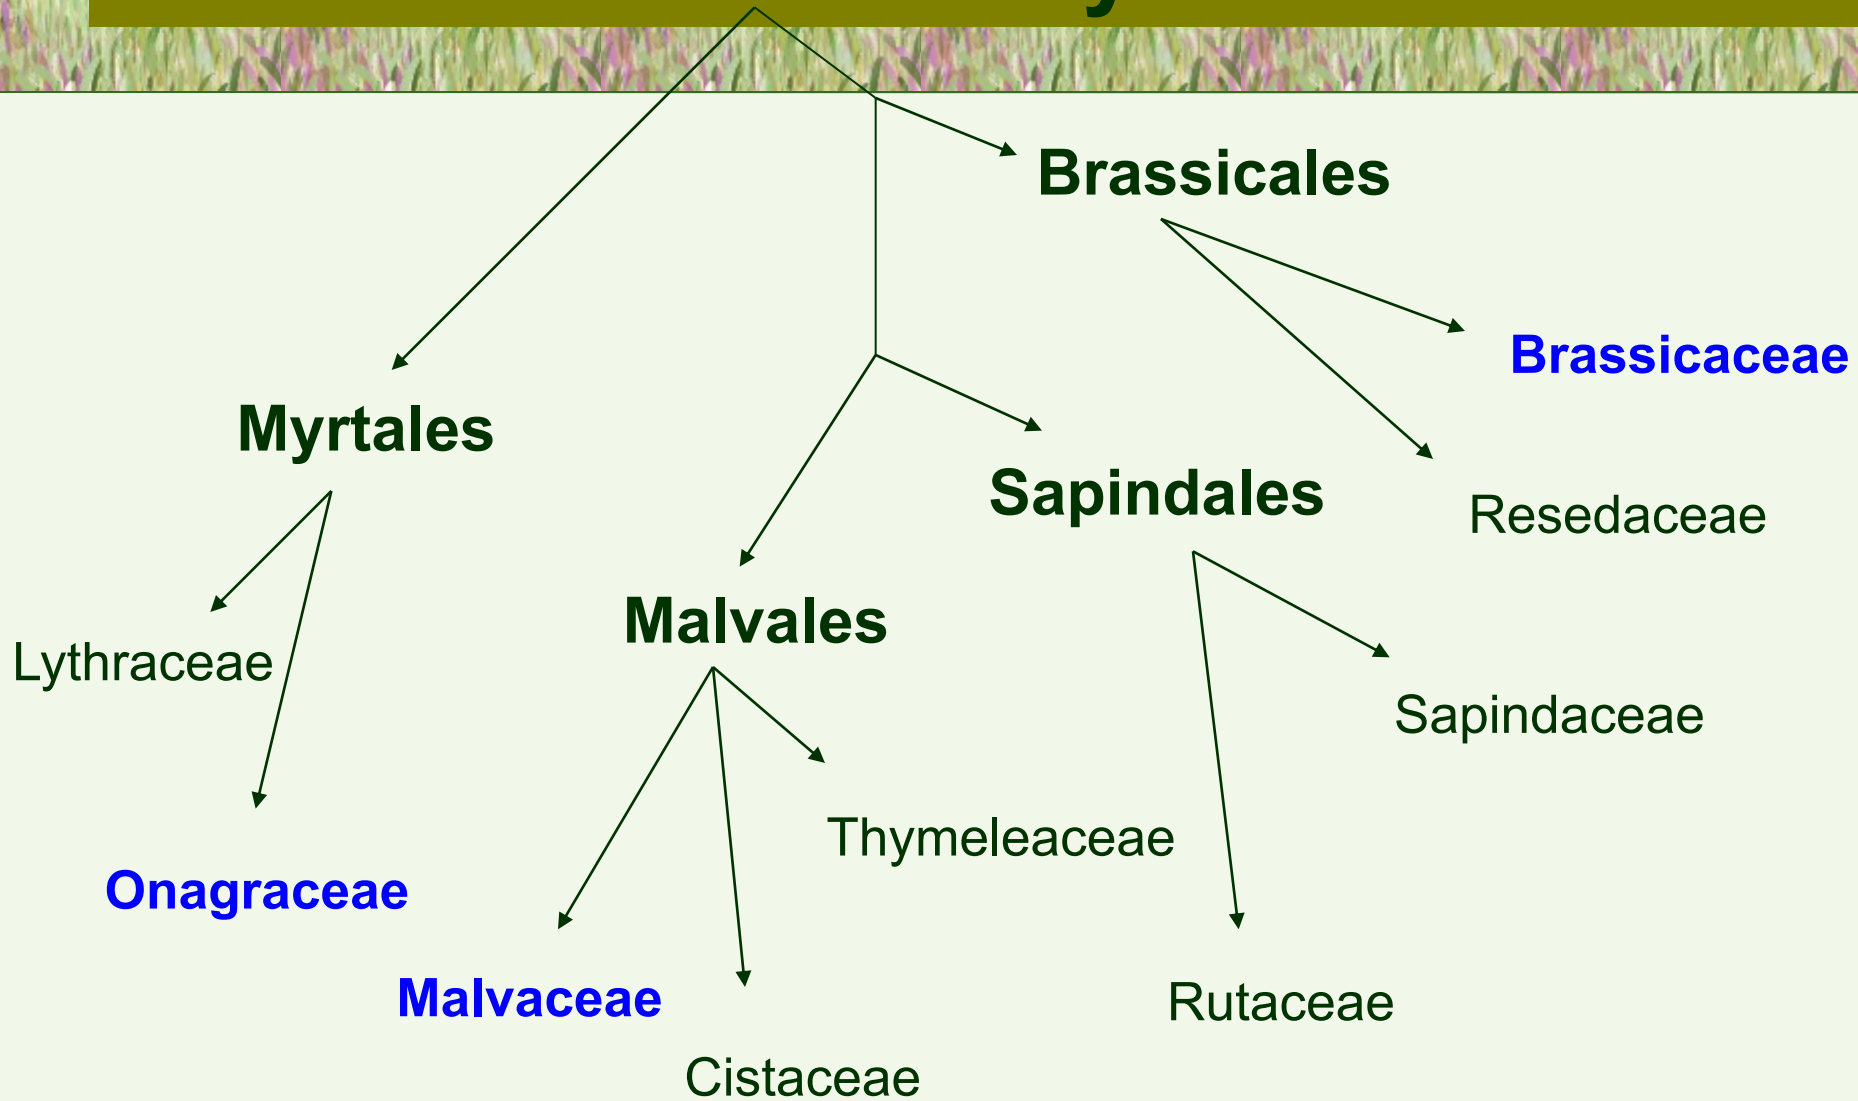 Brassicales
Brassicaceae
Myrtales
Sapindales
Resedaceae
Malvales
Lythraceae
Sapindaceae
Thymeleaceae
Onagraceae
Malvaceae
Rutaceae
Cistaceae